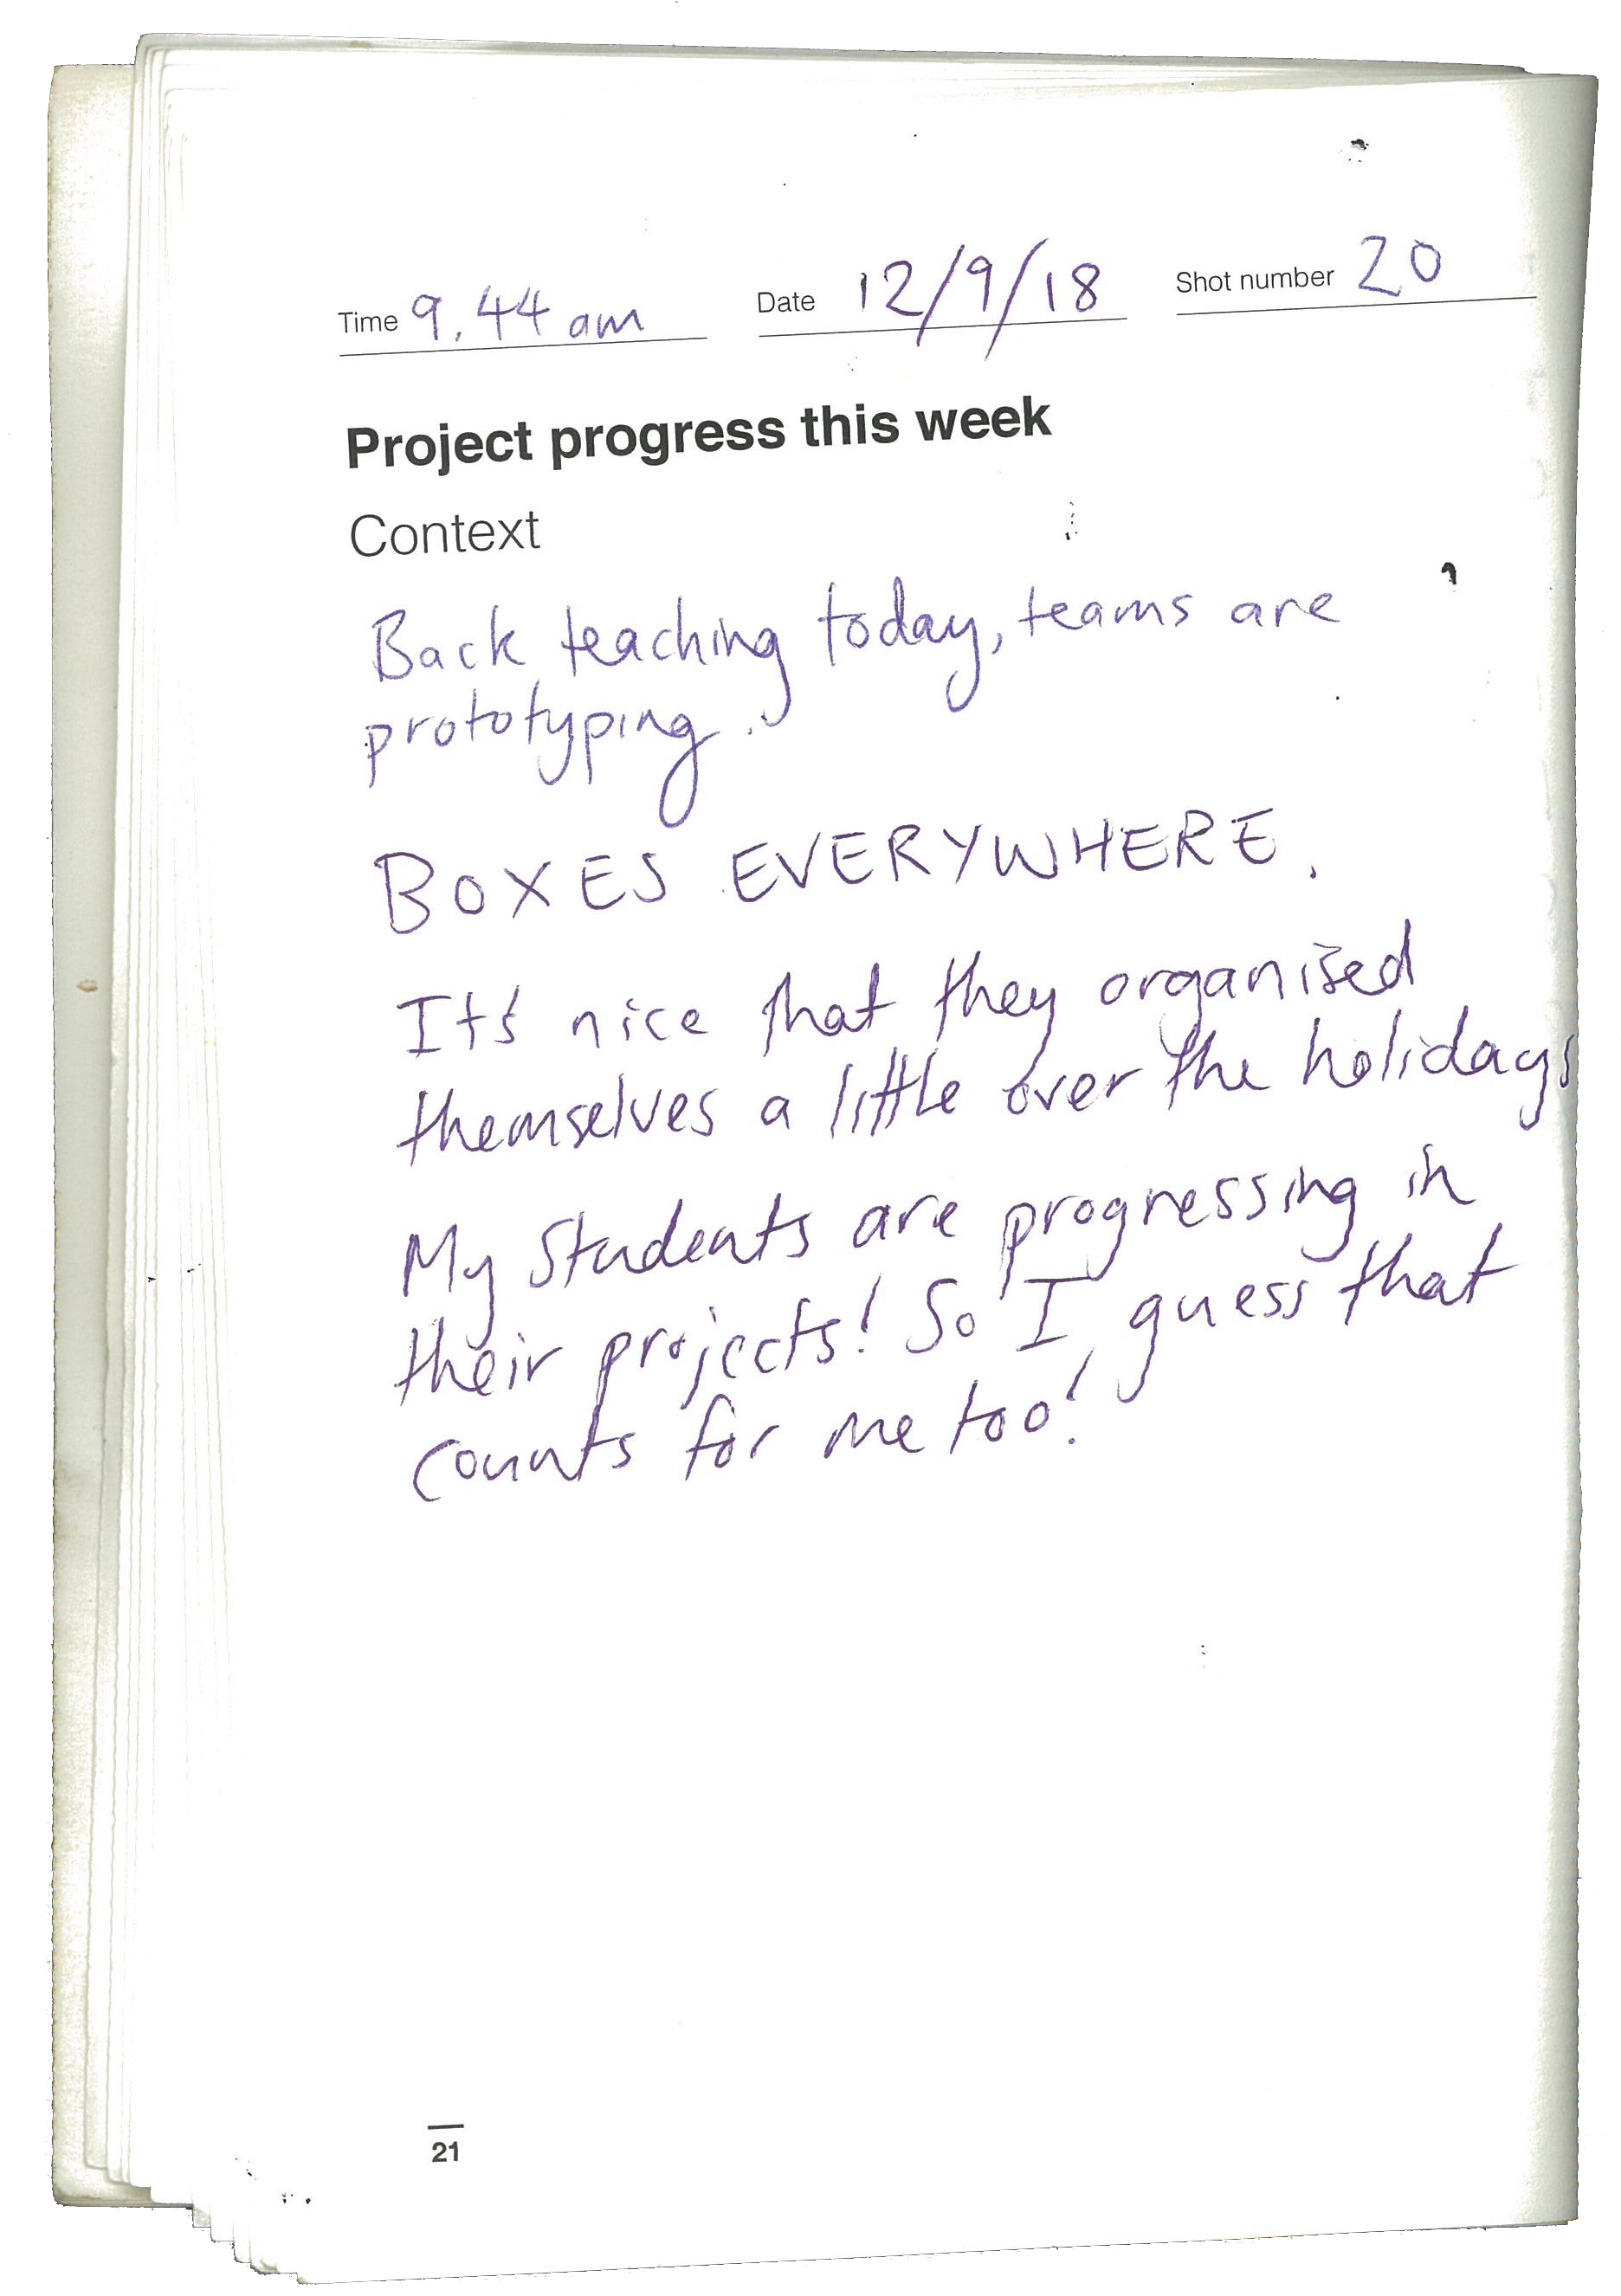 Time 9.44 am Date 12/9/18 Shot number 20
Project progress this week
Context
Back teaching today, teams are
prototyping.
BOXES EVERYWHERE.
It's nice that they organised
themselves a little over the holidays
My Students are progressing in
their projects! So I guess that
counts for me too!
21